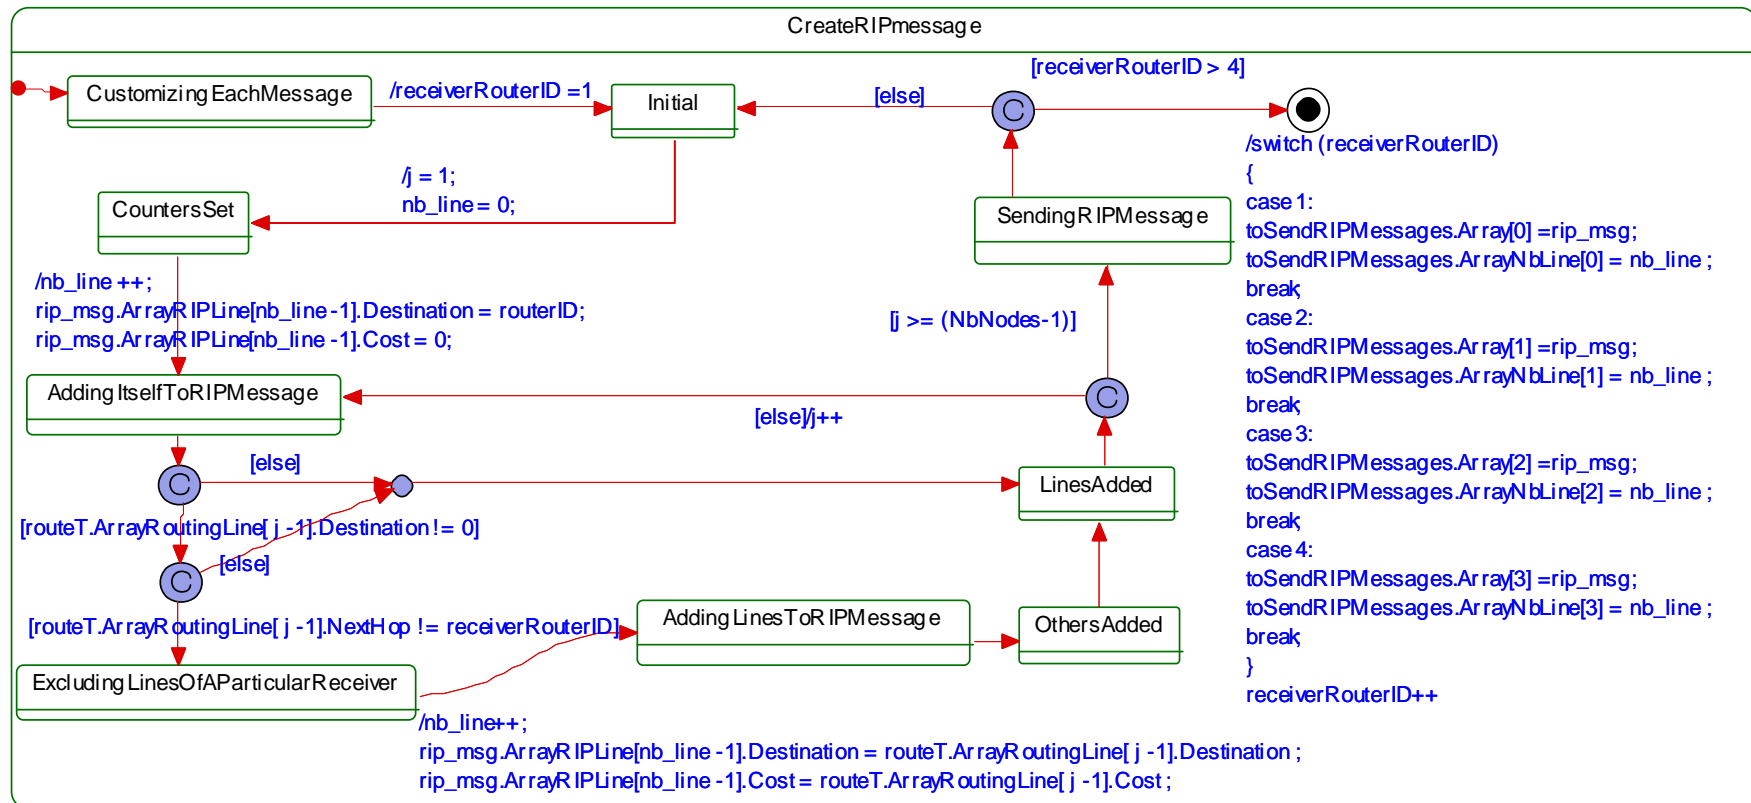 CreateRIPmessage
[receiverRouterID > 4]
CustomizingEachMessage
/receiverRouterID =1
Initial
[else]
C
/switch (receiverRouterID)
{
case 1:
toSendRIPMessages.Array[0] =rip_msg;
toSendRIPMessages.ArrayNbLine[0] = nb_line ;
break;
case 2:
toSendRIPMessages.Array[1] =rip_msg;
toSendRIPMessages.ArrayNbLine[1] = nb_line ;
break;
case 3:
toSendRIPMessages.Array[2] =rip_msg;
toSendRIPMessages.ArrayNbLine[2] = nb_line ;
break;
case 4:
toSendRIPMessages.Array[3] =rip_msg;
toSendRIPMessages.ArrayNbLine[3] = nb_line ;
break;
}
receiverRouterID++
/j = 1;
nb_line = 0;
CountersSet
SendingRIPMessage
/nb_line ++;
rip_msg.ArrayRIPLine[nb_line -1].Destination = routerID;
rip_msg.ArrayRIPLine[nb_line -1].Cost = 0;
[j >= (NbNodes-1)]
AddingItselfToRIPMessage
C
[else]/j++
[else]
C
LinesAdded
[routeT.ArrayRoutingLine[ j -1].Destination != 0]
[else]
C
[routeT.ArrayRoutingLine[ j -1].NextHop != receiverRouterID]
AddingLinesToRIPMessage
OthersAdded
ExcludingLinesOfAParticularReceiver
/nb_line++;
rip_msg.ArrayRIPLine[nb_line -1].Destination = routeT.ArrayRoutingLine[ j -1].Destination ;
rip_msg.ArrayRIPLine[nb_line -1].Cost = routeT.ArrayRoutingLine[ j -1].Cost ;